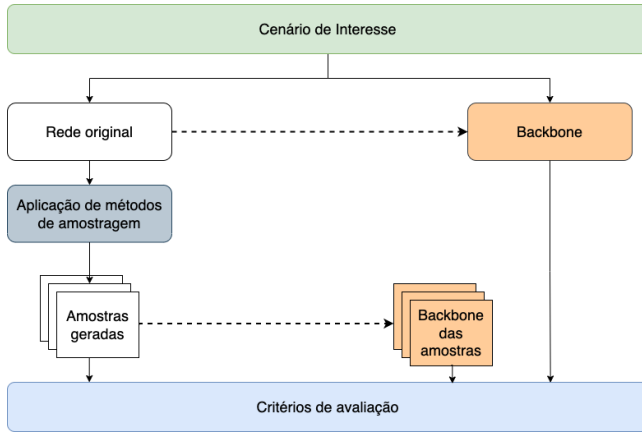 Cenário de Interesse
Rede original
Backbone
Aplicação de métodos
de amostragem
Amostras
geradas
Backbone
das
amostras
Critérios de avaliação